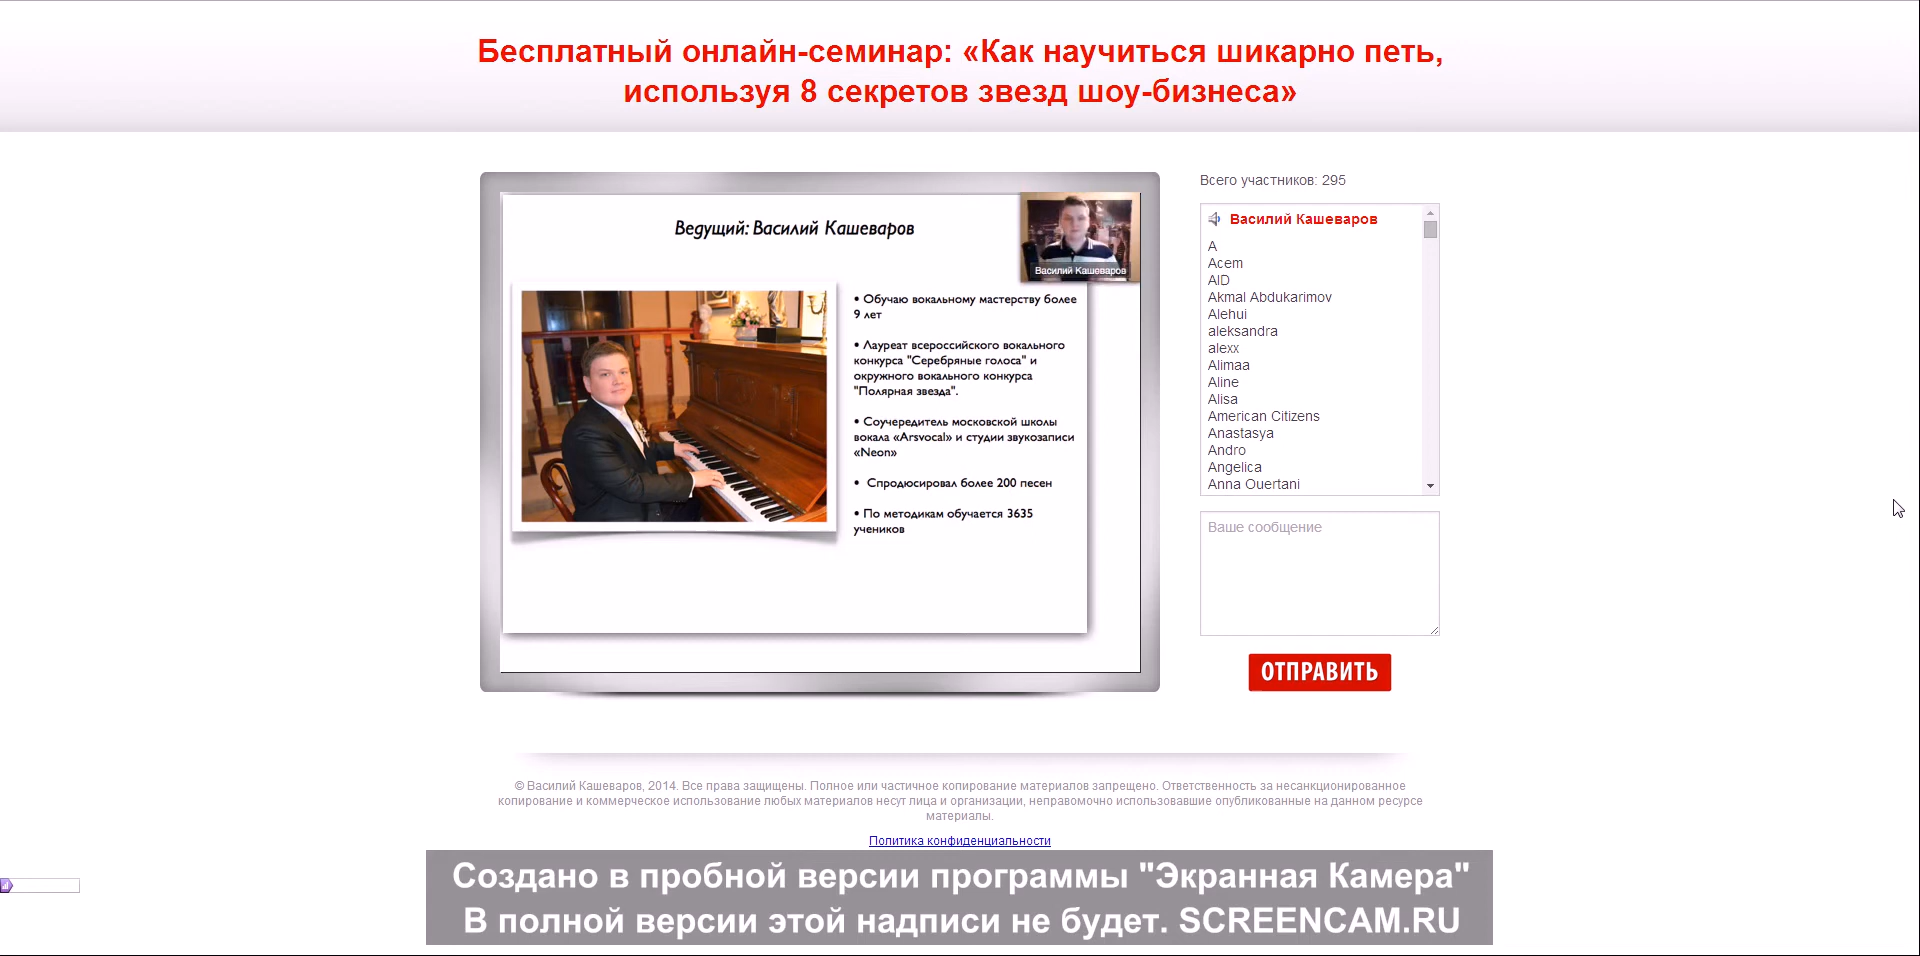 Бесплатный онлайн-семинар: «Как научиться шикарно петь,
используя 8 секретов звезд шоу-бизнеса»
Ведущий: Василий Кашеваров
Василий Кашеваров
• Обучаю вокальному мастерству более
9 лет
• Лауреат всероссийского вокального
конкурса "Серебряные голоса" и
окружного вокального конкурса
"Полярная звезда".
• Соучередитель московской школы
вокала «Arsvocal» и студии звукозаписи
«Neon»
• Спродюсировал более 200 песен
• По методикам обучается 3635
учеников
Всего участников: 295
Василий Кашеваров
A
Acem
AID
Akmal Abdukarimov
Alehui
aleksandra
alexx
Alimaa
Aline
Alisa
American Citizens
Anastasya
Andro
Angelica
Anna Ouertani
Ваше сообщение
ОТПРАВИТЬ
© Василий Кашеваров, 2014. Все права защищены. Полное или частичное копирование материалов запрещено. Ответственность за несанкционированное
копирование и коммерческое использование любых материалов несут лица и организации, неправомочно использовавшие опубликованные на данном ресурсе
материалы.
Политика конфиденциальности
Создано в пробной версии программы "Экранная Камера"
В полной версии этой надписи не будет. SCREENCAM.RU